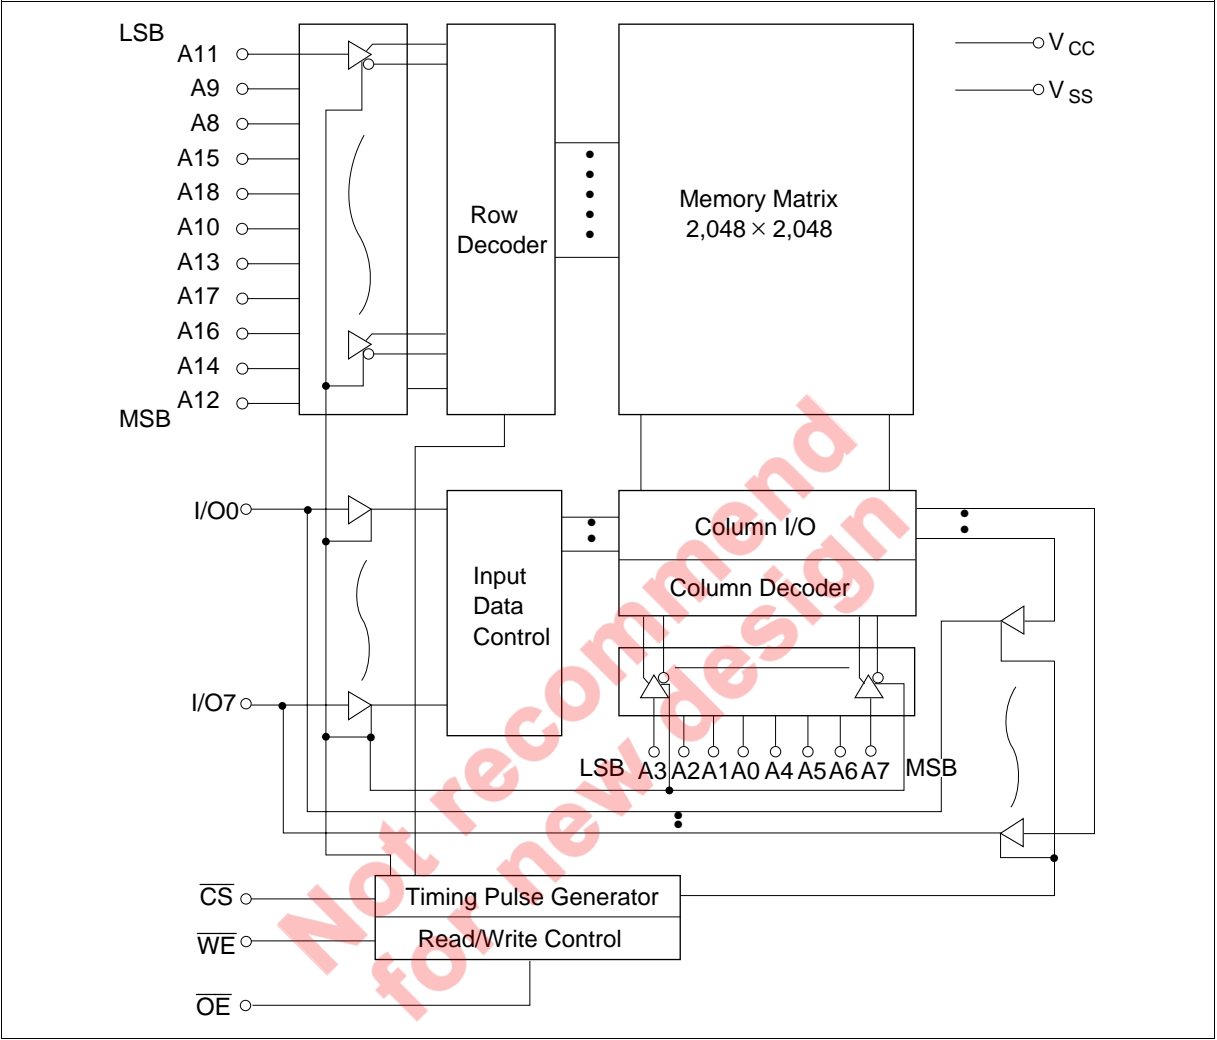 LSB
A11
A9
A8
A15
A18
A10
A13
A17
A16
A14
A12
MSB
Row
Decoder
Memory Matrix
2,048 × 2,048
V CC
V SS
I/O0
I/O7
Input
Data
Control
Column I/O
Column Decoder
LSB A3 A2 A1 A0 A4 A5 A6 A7 MSB
CS
WE
OE
Timing Pulse Generator
Read/Write Control
Not recommend
for new design